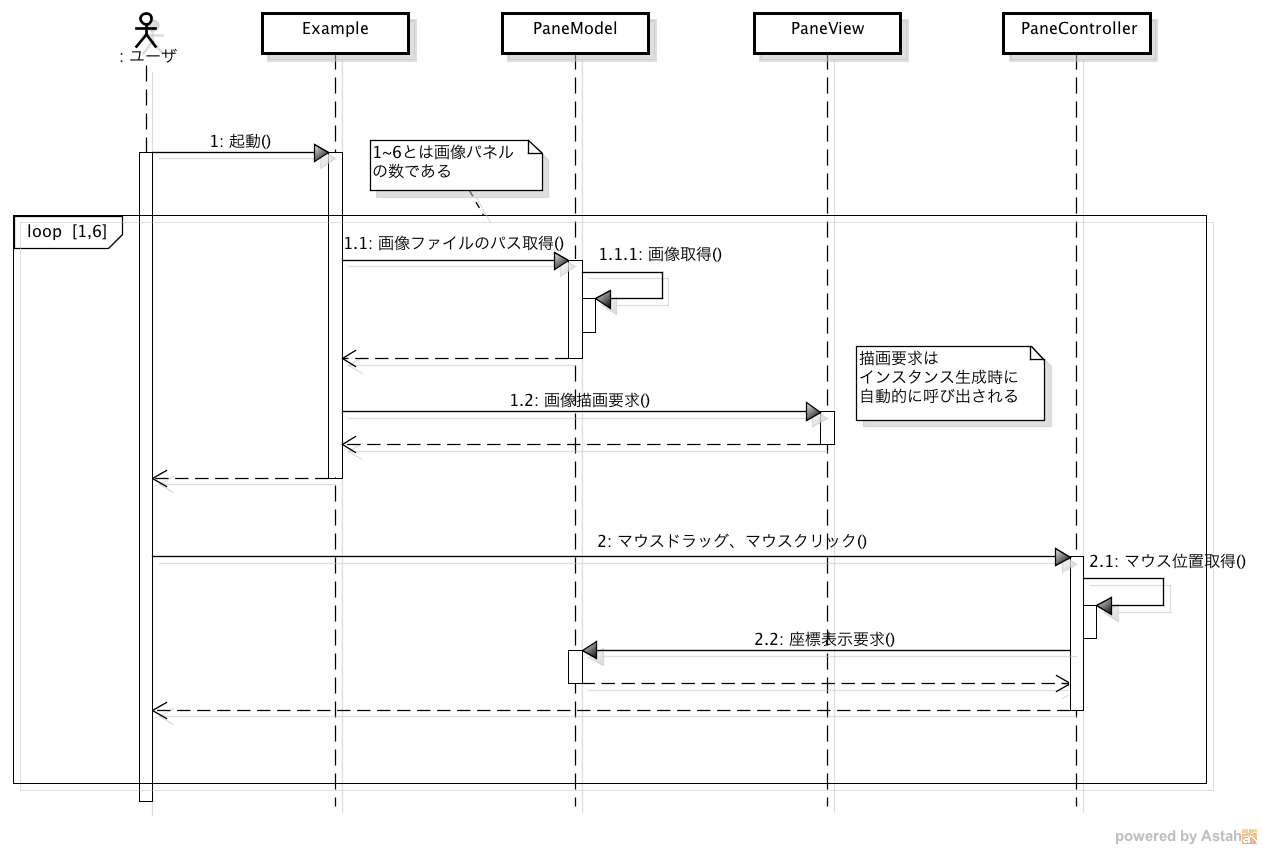 : ユーザ
Example
PaneModel
PaneView
PaneController
1: 起動()
1~6とは画像パネル
の数である
loop [1,6]
1.1: 画像ファイルのパス取得()
1.1.1: 画像取得()
描画要求は
インスタンス生成時に
自動的に呼び出される
1.2: 画像描画要求()
2: マウスドラッグ、マウスクリック()
2.1: マウス位置取得()
2.2: 座標表示要求()
powered by Astah